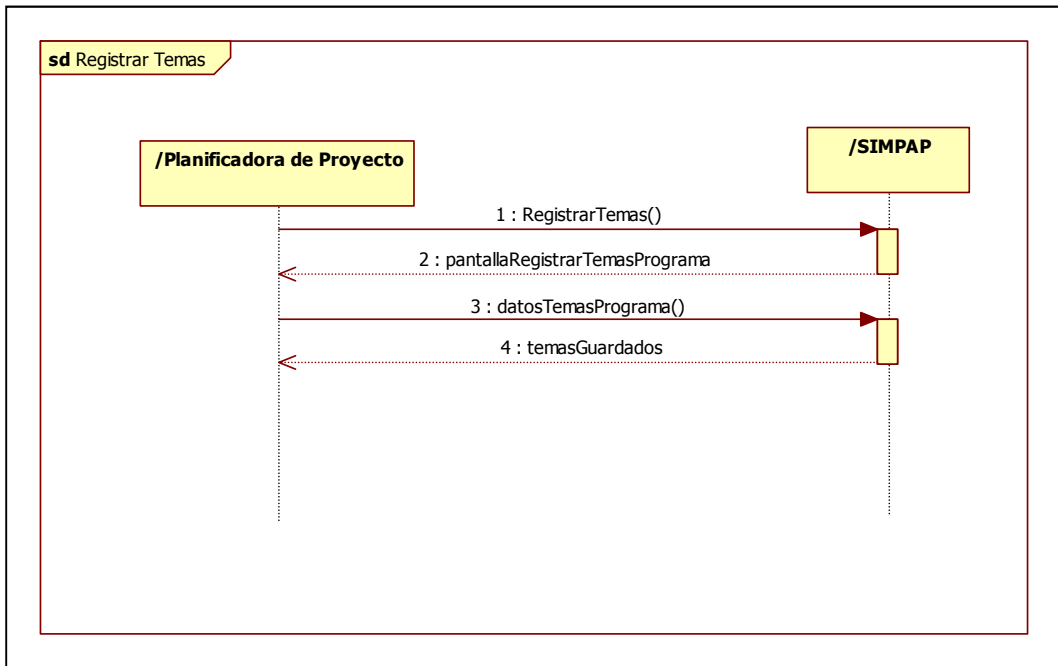 sd Registrar Temas
/Planificadora de Proyecto
/SIMPAP
1 : RegistrarTemas()
2 : pantallaRegistrarTemasPrograma
3 : datosTemasPrograma()
4 : temasGuardados